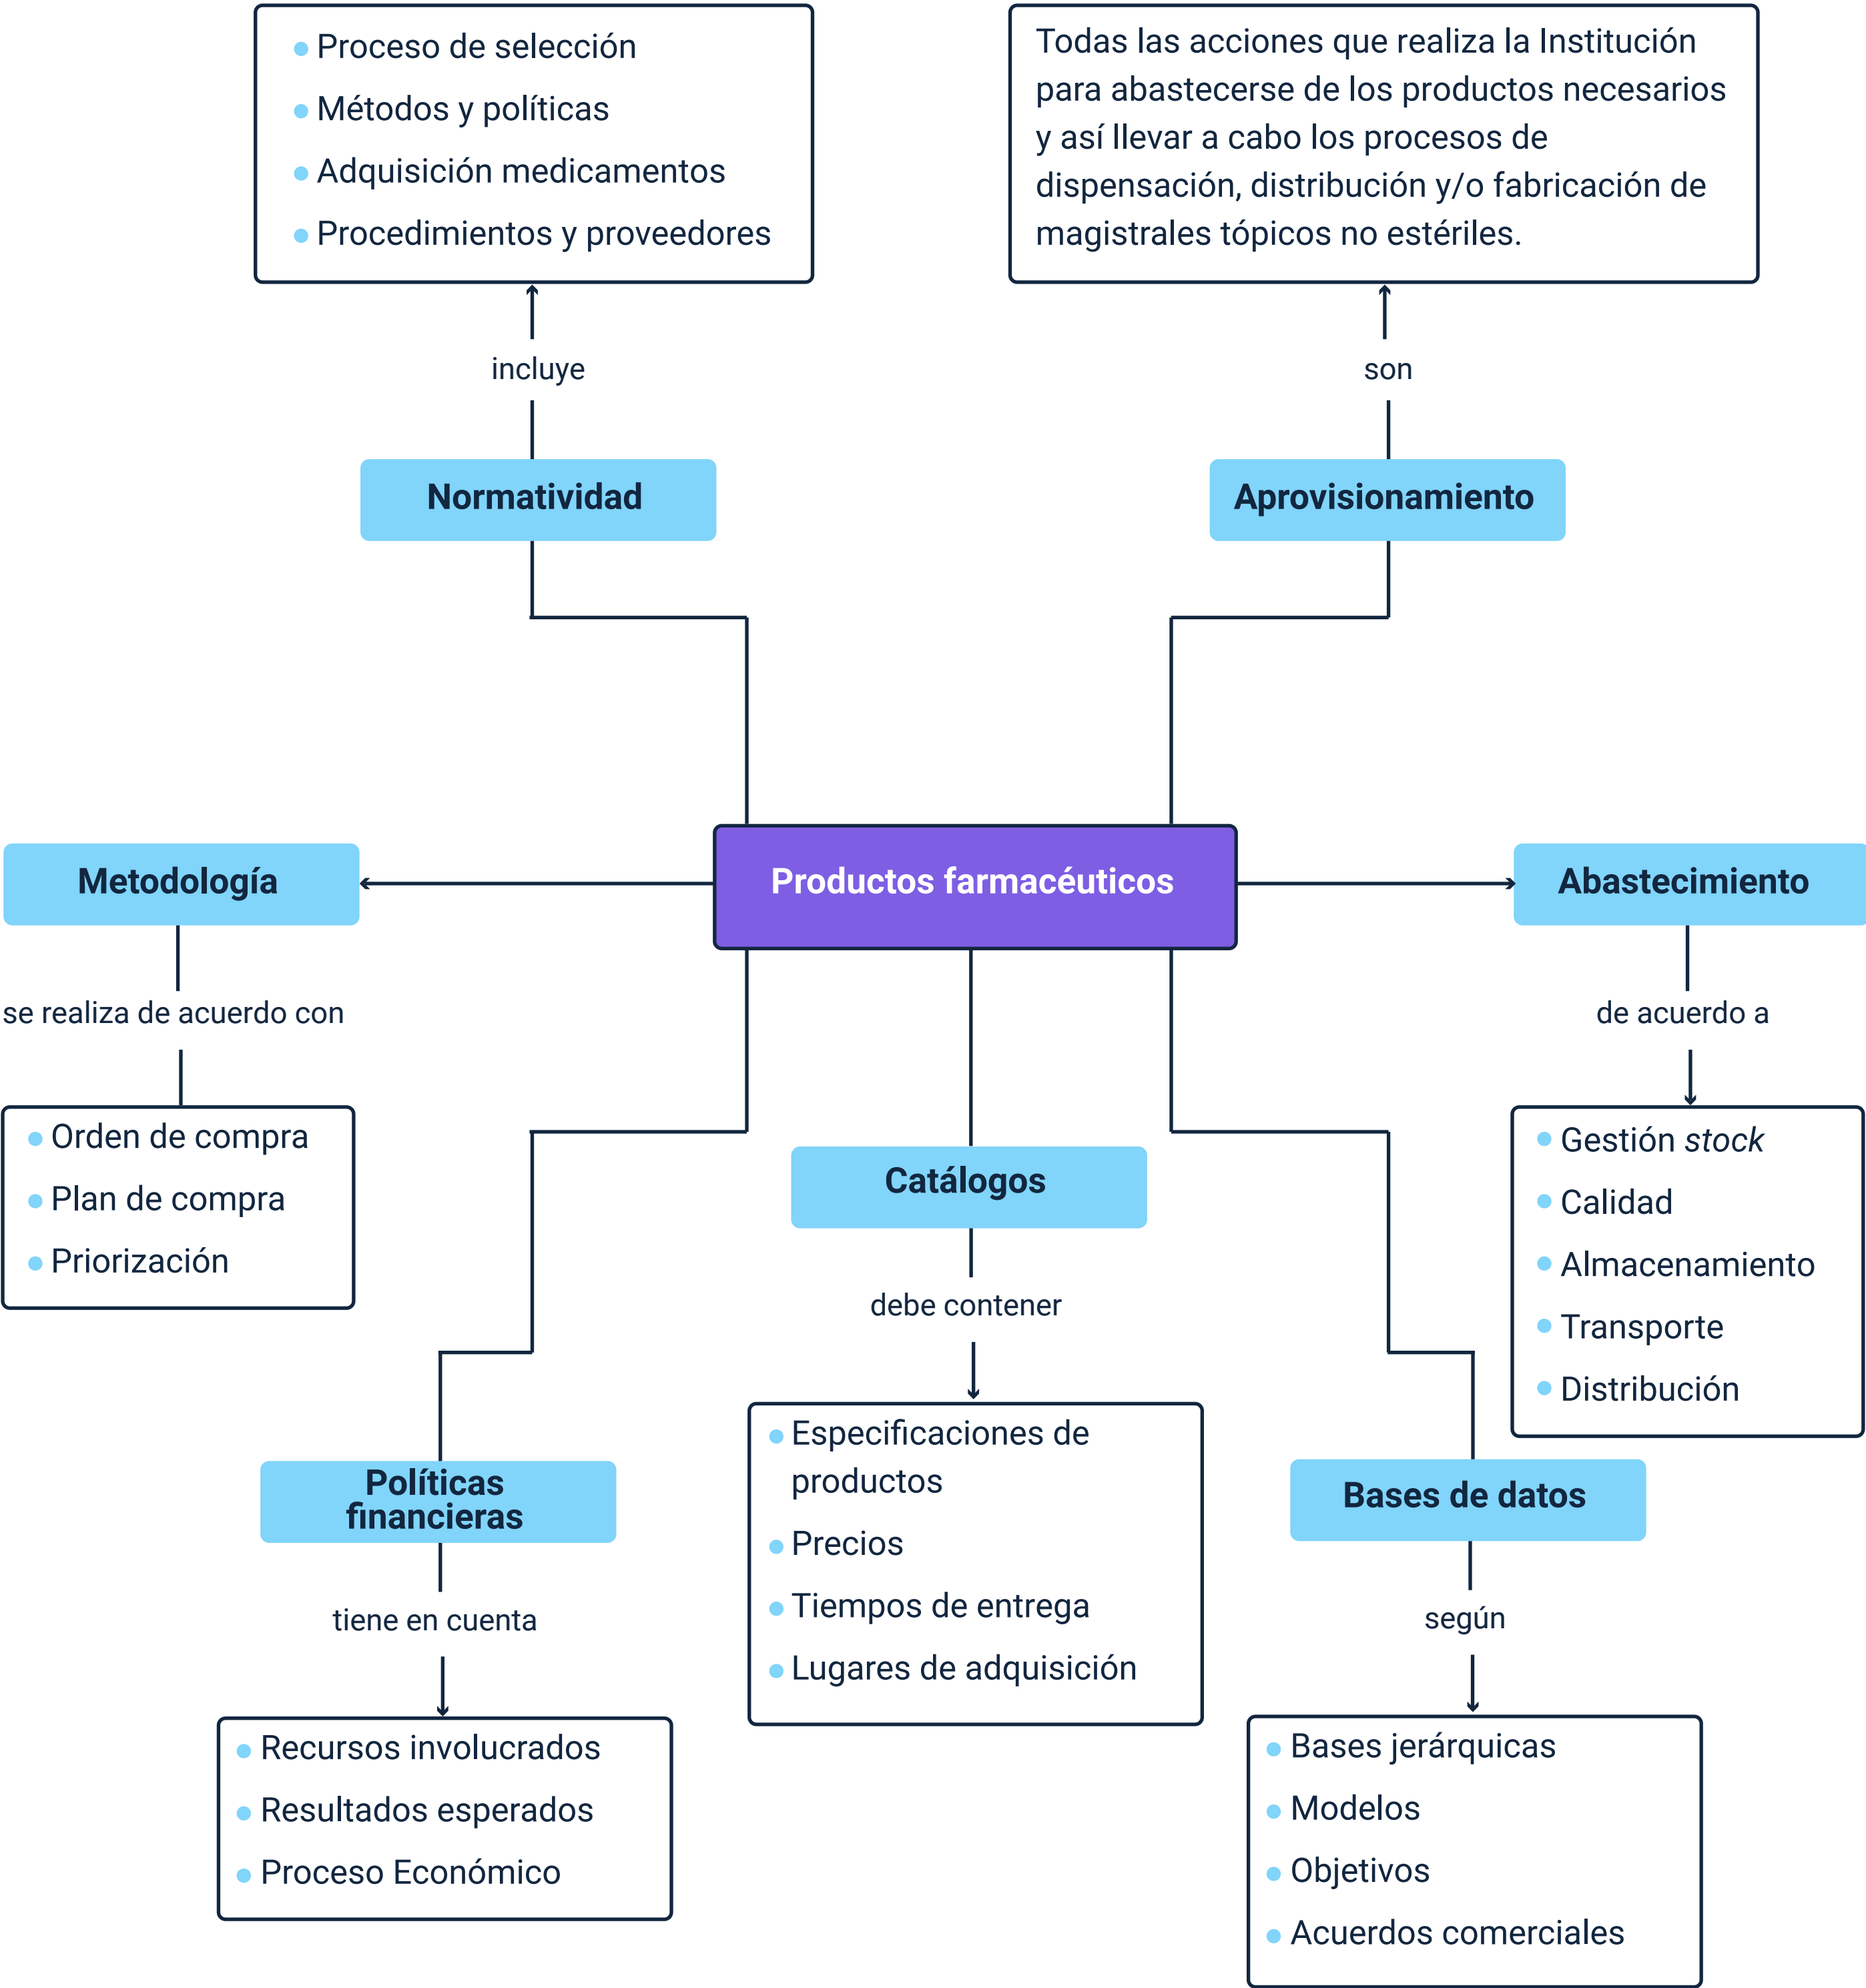 Proceso de selección
Métodos y políticas
Adquisición medicamentos
Procedimientos y proveedores
Todas las acciones que realiza la Institución
para abastecerse de los productos necesarios
y así llevar a cabo los procesos de
dispensación, distribución y/o fabricación de
magistrales tópicos no estériles.
incluye
son
Normatividad
Aprovisionamiento
Metodología
Productos farmacéuticos
Abastecimiento
se realiza de acuerdo con
de acuerdo a
Orden de compra
Plan de compra
Priorización
Catálogos
debe contener
Gestión stock
Calidad
Almacenamiento
Transporte
Distribución
Especificaciones de
productos
Precios
Tiempos de entrega
Lugares de adquisición
Políticas
financieras
tiene en cuenta
Recursos involucrados
Resultados esperados
Proceso Económico
Bases de datos
según
Bases jerárquicas
Modelos
Objetivos
Acuerdos comerciales